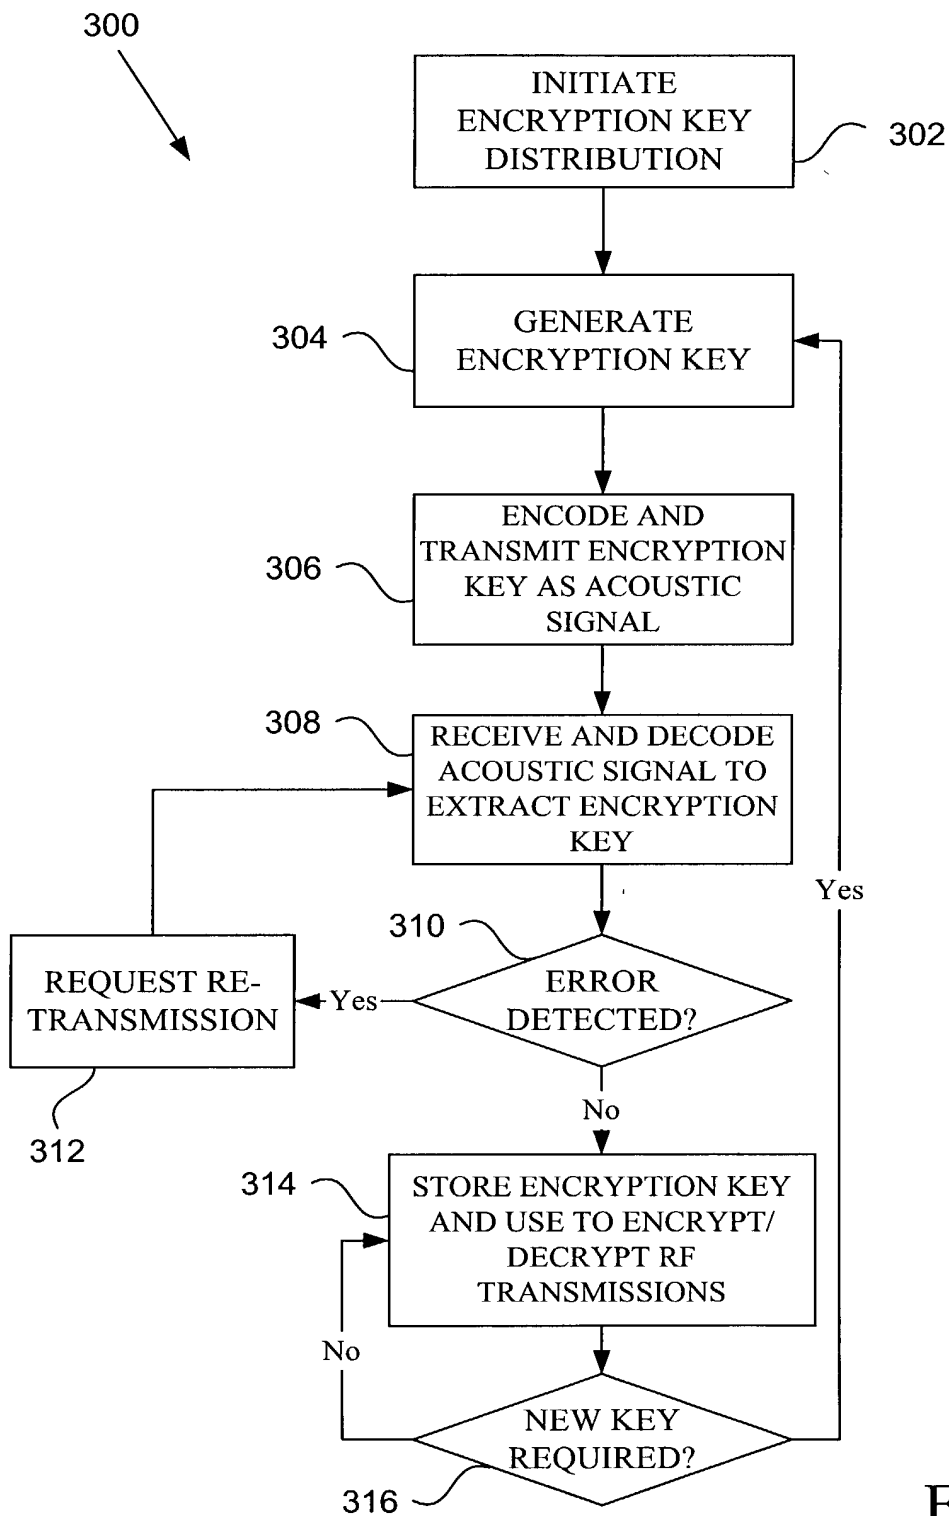 300
INITIATE
ENCRYPTION KEY
DISTRIBUTION
302
GENERATE
ENCRYPTION KEY
304
ENCODE AND
TRANSMIT ENCRYPTION
KEY AS ACOUSTIC
SIGNAL
306
308
RECEIVE AND DECODE
ACOUSTIC SIGNAL TO
EXTRACT ENCRYPTION
KEY
Yes
310
ERROR
DETECTED?
Yes
REQUEST RE-
TRANSMISSION
312
No
314
STORE ENCRYPTION KEY
AND USE TO ENCRYPT/
DECRYPT RF
TRANSMISSIONS
No
NEW KEY
REQUIRED?
316